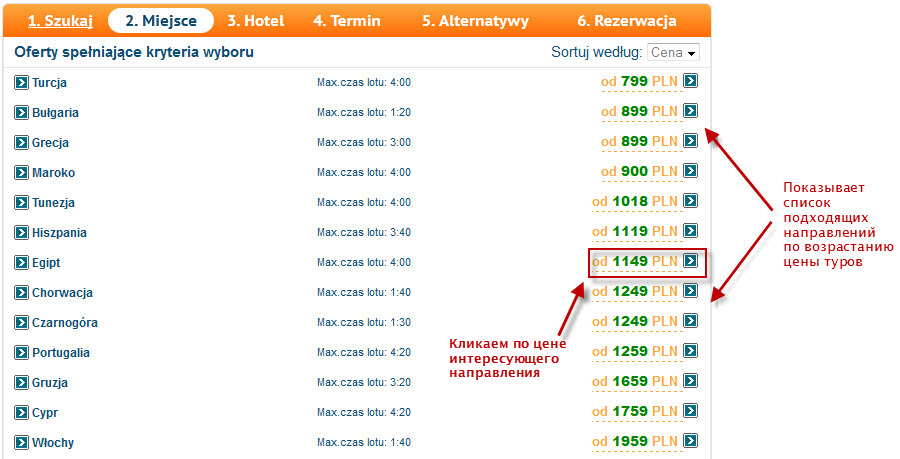 1. Szukaj 2. Miejsce 3. Hotel 4. Termin 5. Alternatywy 6. Rezerwacja
Oferty spełniające kryteria wyboru Sortuj według: Cena
Turcja Max.czas lotu: 4:00 od 799 PLN
Bułgaria Max.czas lotu: 1:20 od 899 PLN
Grecja Max.czas lotu: 3:00 od 899 PLN
Maroko Max.czas lotu: 4:00 od 900 PLN
Tunezja Max.czas lotu: 4:00 od 1018 PLN
Hiszpania Max.czas lotu: 3:40 od 1119 PLN
Egipt Max.czas lotu: 4:00 od 1149 PLN
Chorwacja Max.czas lotu: 1:40 od 1249 PLN
Czarnogóra Max.czas lotu: 1:30 od 1249 PLN
Portugalia Max.czas lotu: 4:20 od 1259 PLN
Gruzja Max.czas lotu: 3:20 od 1659 PLN
Cypr Max.czas lotu: 4:20 od 1759 PLN
Włochy Max.czas lotu: 1:40 od 1959 PLN
Показывает
список
подходящих
направлений
по возрастанию
цены туров
Кликаем по цене
интересующего
направления